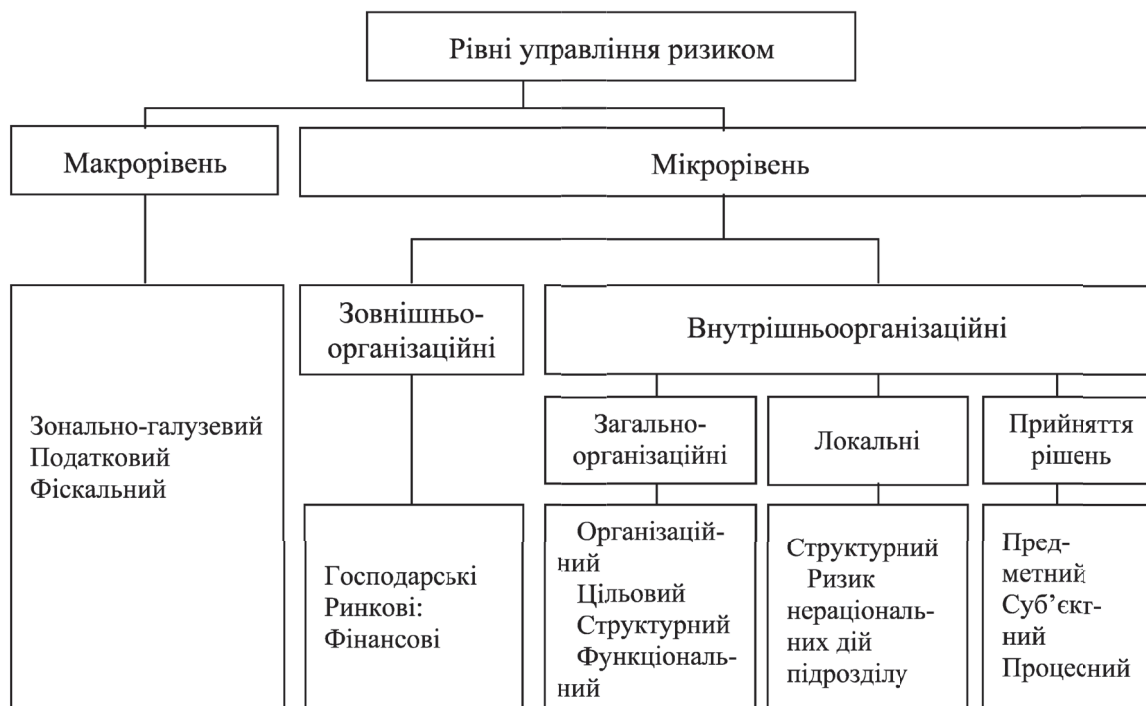 Рівні управління ризиком
Макрорівень
Мікрорівень
Зонально-галузевий
Податковий
Фіскальний
Зовнішньо-
організаційні
Внутрішньоорганізаційні
Господарські
Ринкові:
Фінансові
Загально-
організаційні
Локальні
Прийняття
рішень
Організацій-
ний
Цільовий
Структурний
Функціональ-
ний
Структурний
Ризик
нераціональ-
них дій
підрозділу
Пред-
метний
Суб’єкт-
ний
Процесний